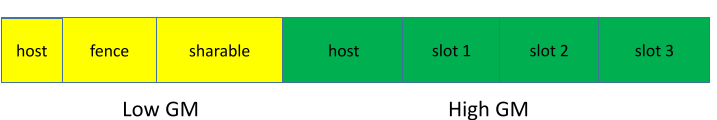 host fence sharable host slot 1 slot 2 slot 3
Low GM High GM